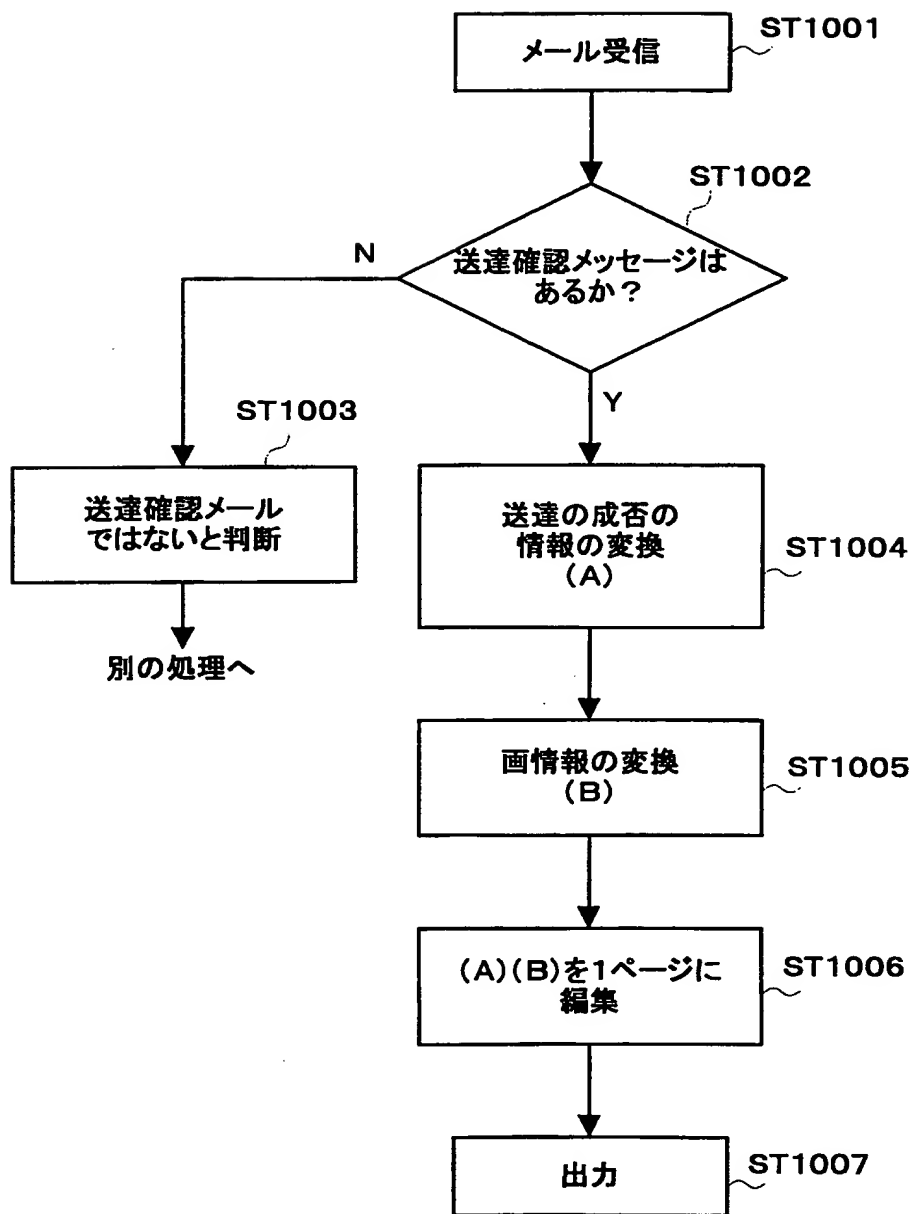 メール受信
ST1001
ST1002
送達確認メッセージは
あるか？
N
Y
ST1003
送達確認メール
ではないと判断
別の処理へ
送達の成否の
情報の変換
(A)
ST1004
画情報の変換
(B)
ST1005
(A)(B)を1ページに
編集
ST1006
出力
ST1007